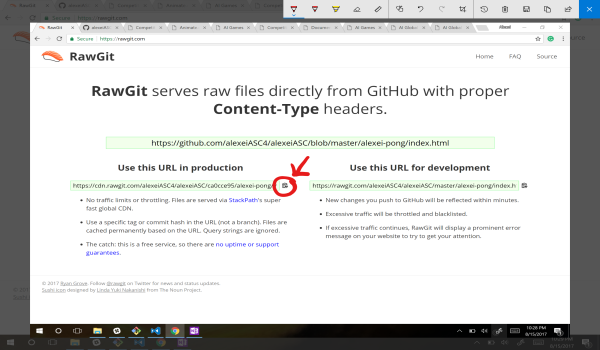 RawGit
Secure
https://rawgit.com
RawGit
Home
FAQ
Source
RawGit serves raw files directly from GitHub with proper
Content-Type headers.
https://github.com/alexeiASC4/alexeiASC/blob/master/alexei-pong/index.html
Use this URL in production
https://cdn.rawgit.com/alexeiASC4/alexeiASC/ca0cce95/alexei-pong/
No traffic limits or throttling. Files are served via StackPath's super
fast global CDN.
Use a specific tag or commit hash in the URL (not a branch). Files are
cached permanently based on the URL. Query strings are ignored.
The catch: this is a free service, so there are no uptime or support
guarantees.
Use this URL for development
https://rawgit.com/alexeiASC4/alexeiASC/master/alexei-pong/index.h
New changes you push to GitHub will be reflected within minutes.
Excessive traffic will be throttled and blacklisted.
If excessive traffic continues, RawGit will display a prominent error
message on your website to try to get your attention.
© 2017 Ryan Grove. Follow @rawgit on Twitter for news and status updates.
Sushi icon designed by Linda Yuki Nakanishi from The Noun Project.
10:28 PM
8/15/2017